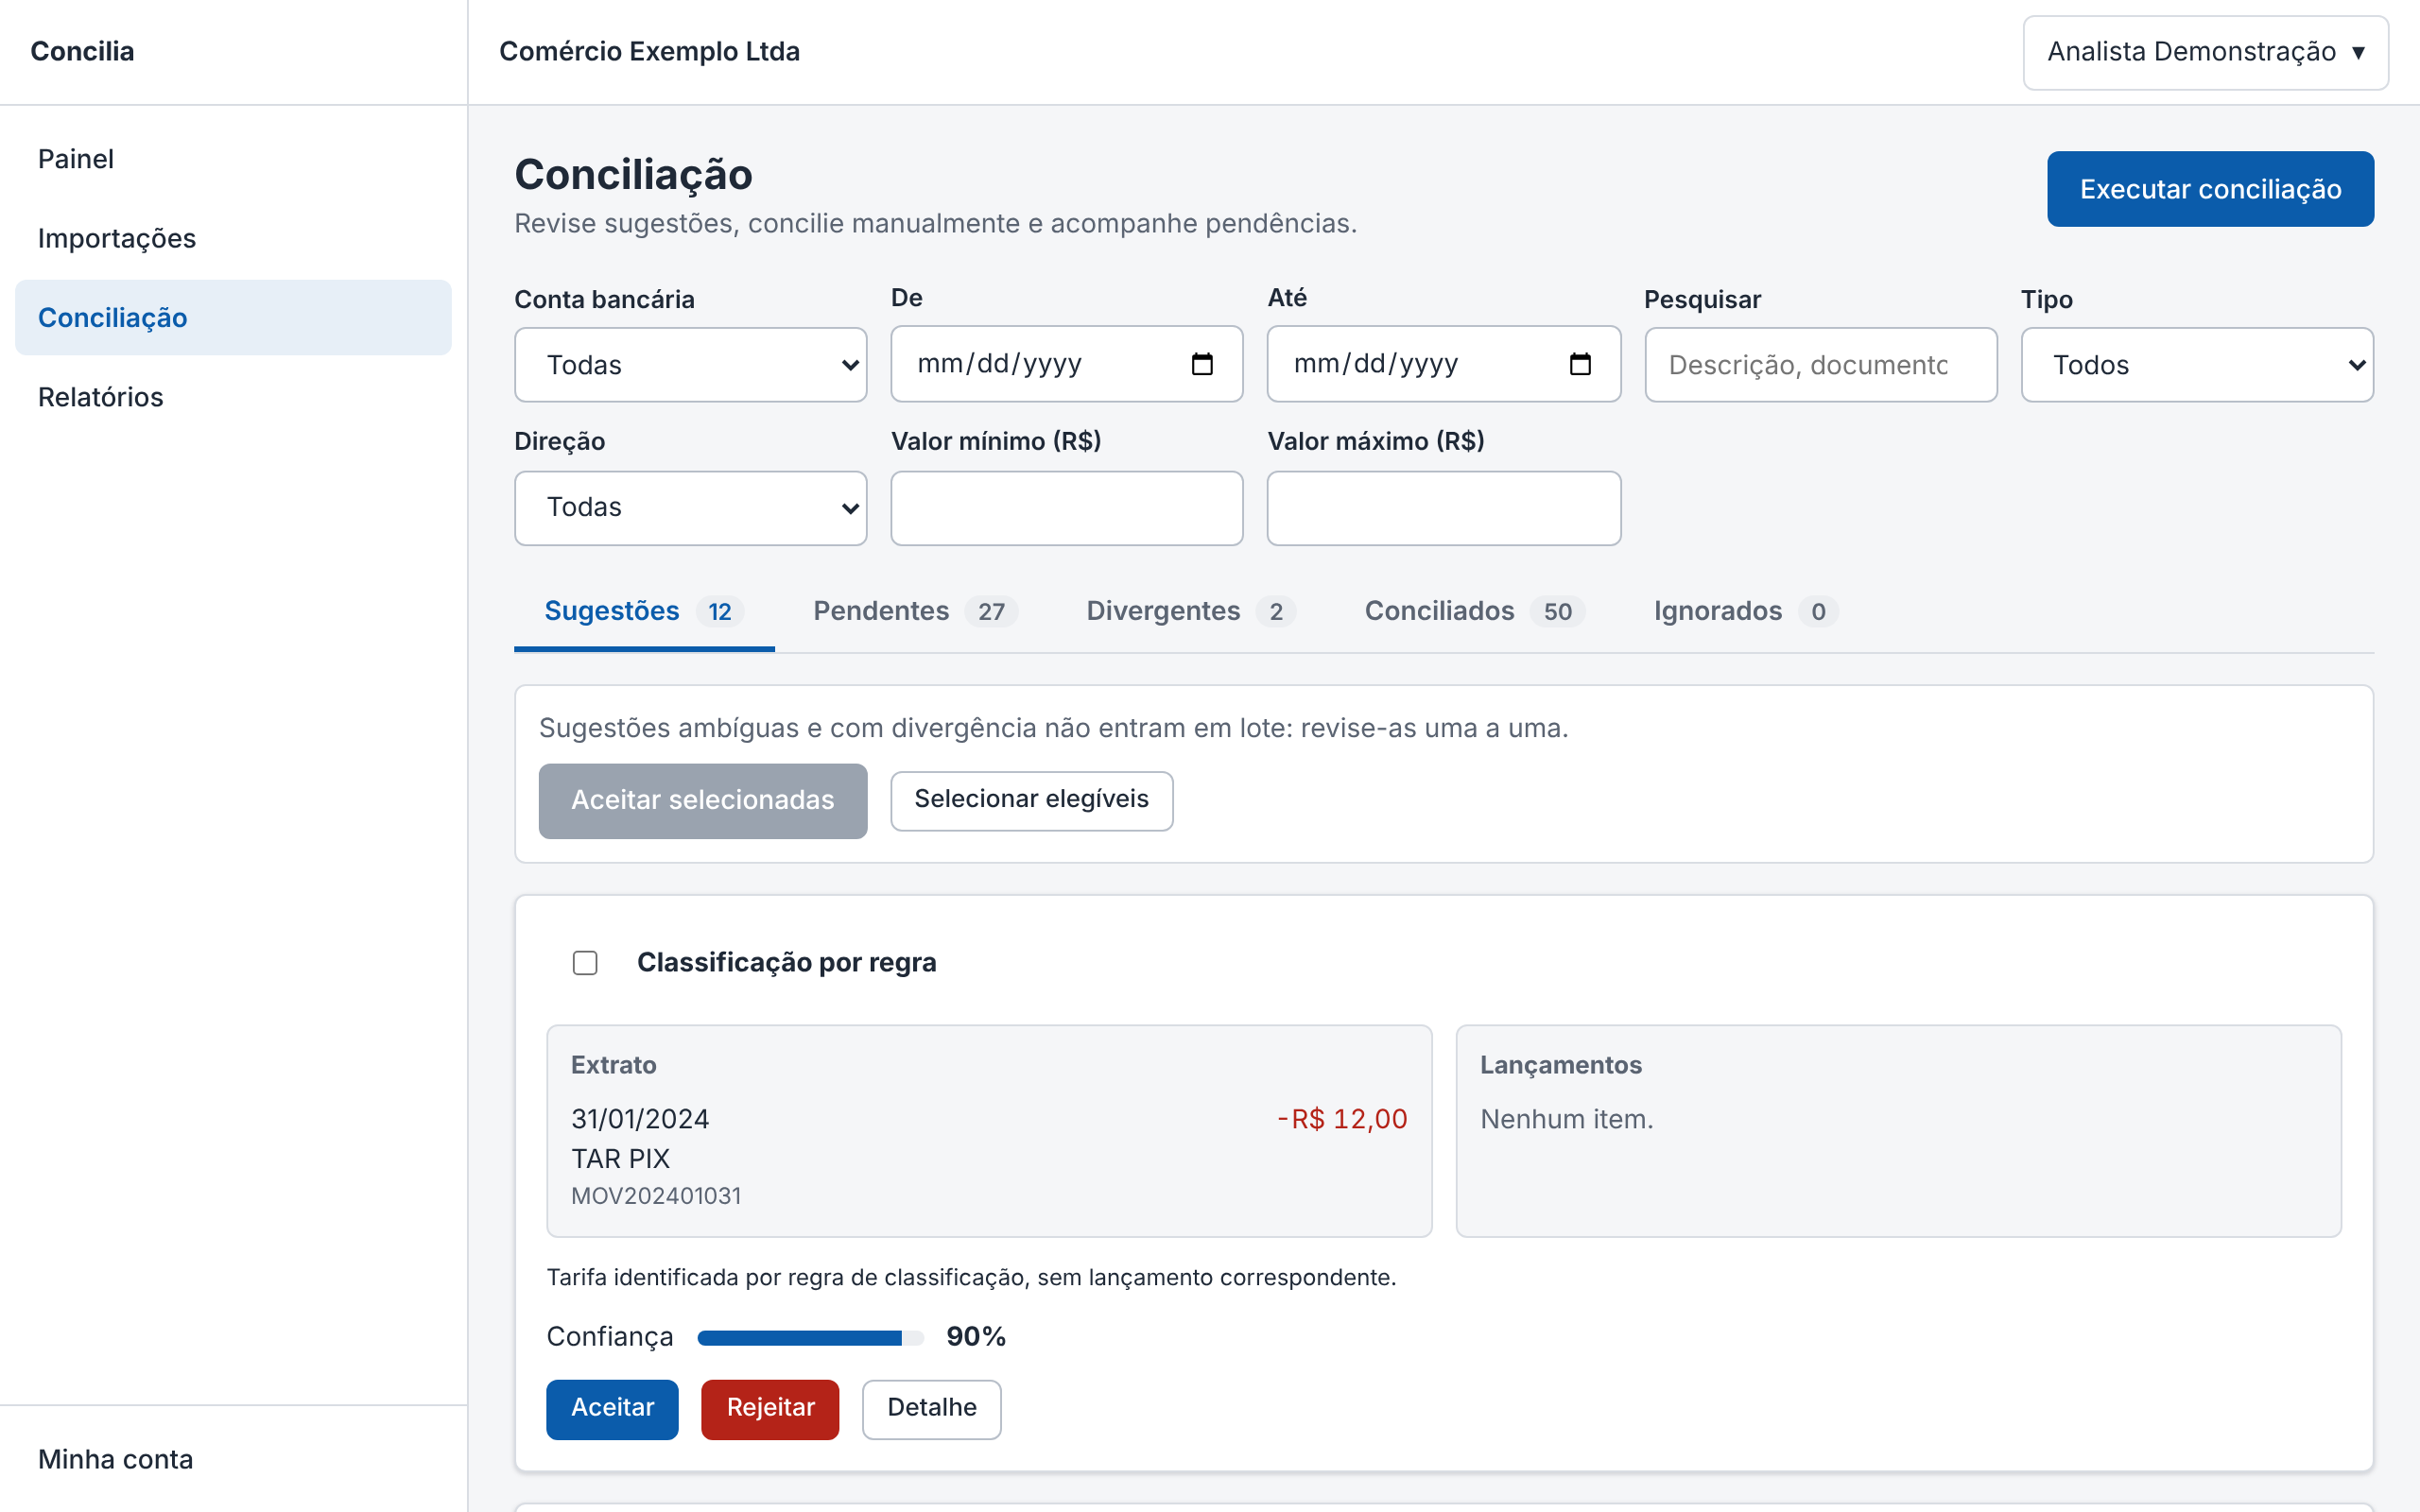 Concilia
Comércio Exemplo Ltda
Analista Demonstração ▼
Painel
Importações
Conciliação
Relatórios
Minha conta
Conciliação
Revise sugestões, concilie manualmente e acompanhe pendências.
Executar conciliação
Conta bancária
Todas
De
mm/dd/yyyy
Até
mm/dd/yyyy
Pesquisar
Descrição, documento
Tipo
Todos
Direção
Todas
Valor mínimo (R$)
Valor máximo (R$)
Sugestões 12
Pendentes 27
Divergentes 2
Conciliados 50
Ignorados 0
Sugestões ambíguas e com divergência não entram em lote: revise-as uma a uma.
Aceitar selecionadas
Selecionar elegíveis
Classificação por regra
Extrato
31/01/2024
-R$ 12,00
TAR PIX
MOV202401031
Lançamentos
Nenhum item.
Tarifa identificada por regra de classificação, sem lançamento correspondente.
Confiança 90%
Aceitar
Rejeitar
Detalhe